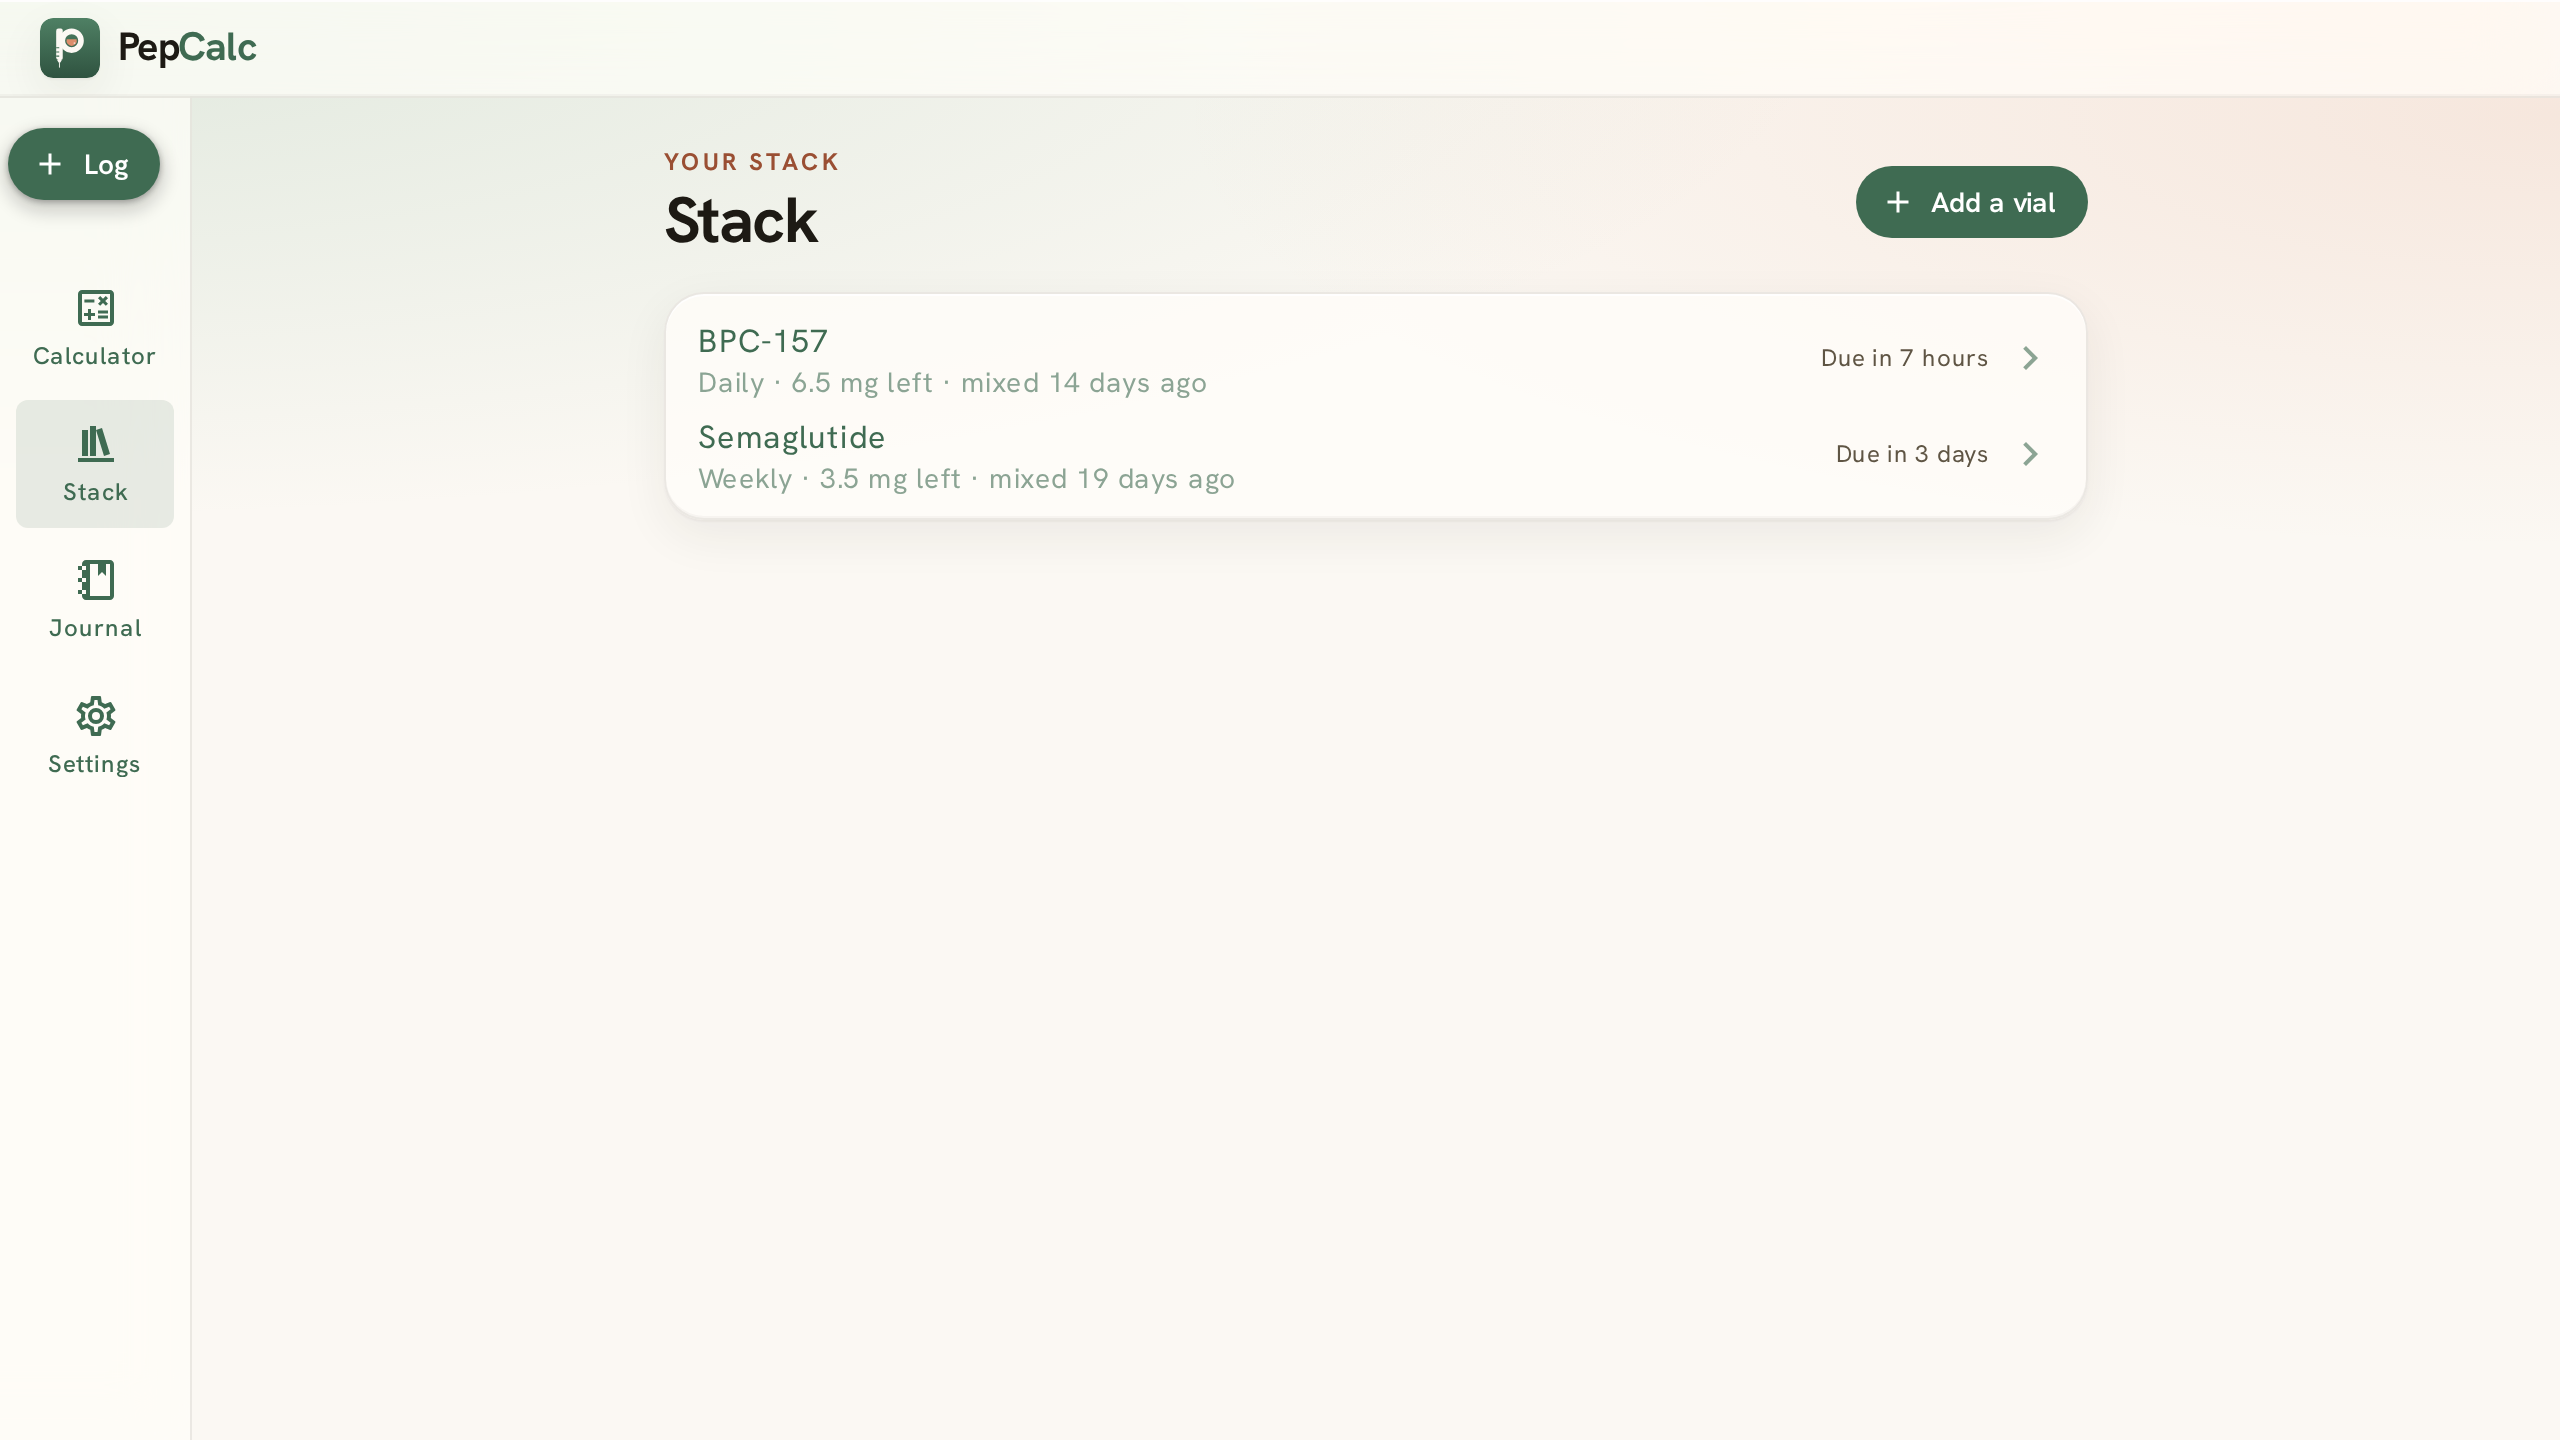 PepCalc
+ Log
Calculator
Stack
Journal
Settings
YOUR STACK
Stack
+ Add a vial
BPC-157
Daily · 6.5 mg left · mixed 14 days ago
Due in 7 hours
Semaglutide
Weekly · 3.5 mg left · mixed 19 days ago
Due in 3 days